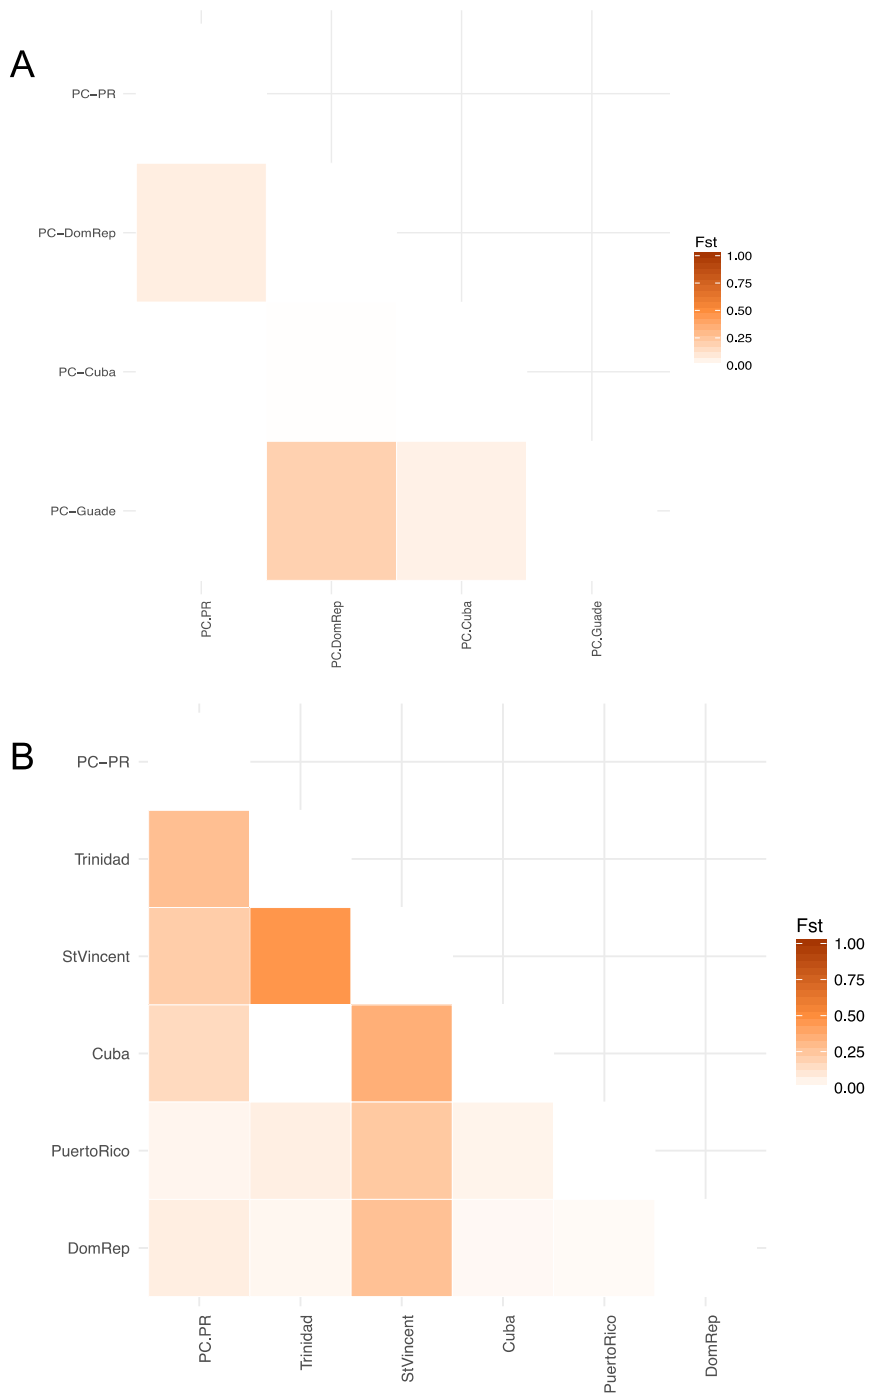 A
PC–PR
PC–DomRep
PC–Cuba
PC–Guade
PC.PR
PC.DomRep
PC.Cuba
PC.Guade
Fst
1.00
0.75
0.50
0.25
0.00
B
PC–PR
Trinidad
StVincent
Cuba
PuertoRico
DomRep
PC.PR
Trinidad
StVincent
Cuba
PuertoRico
DomRep
Fst
1.00
0.75
0.50
0.25
0.00